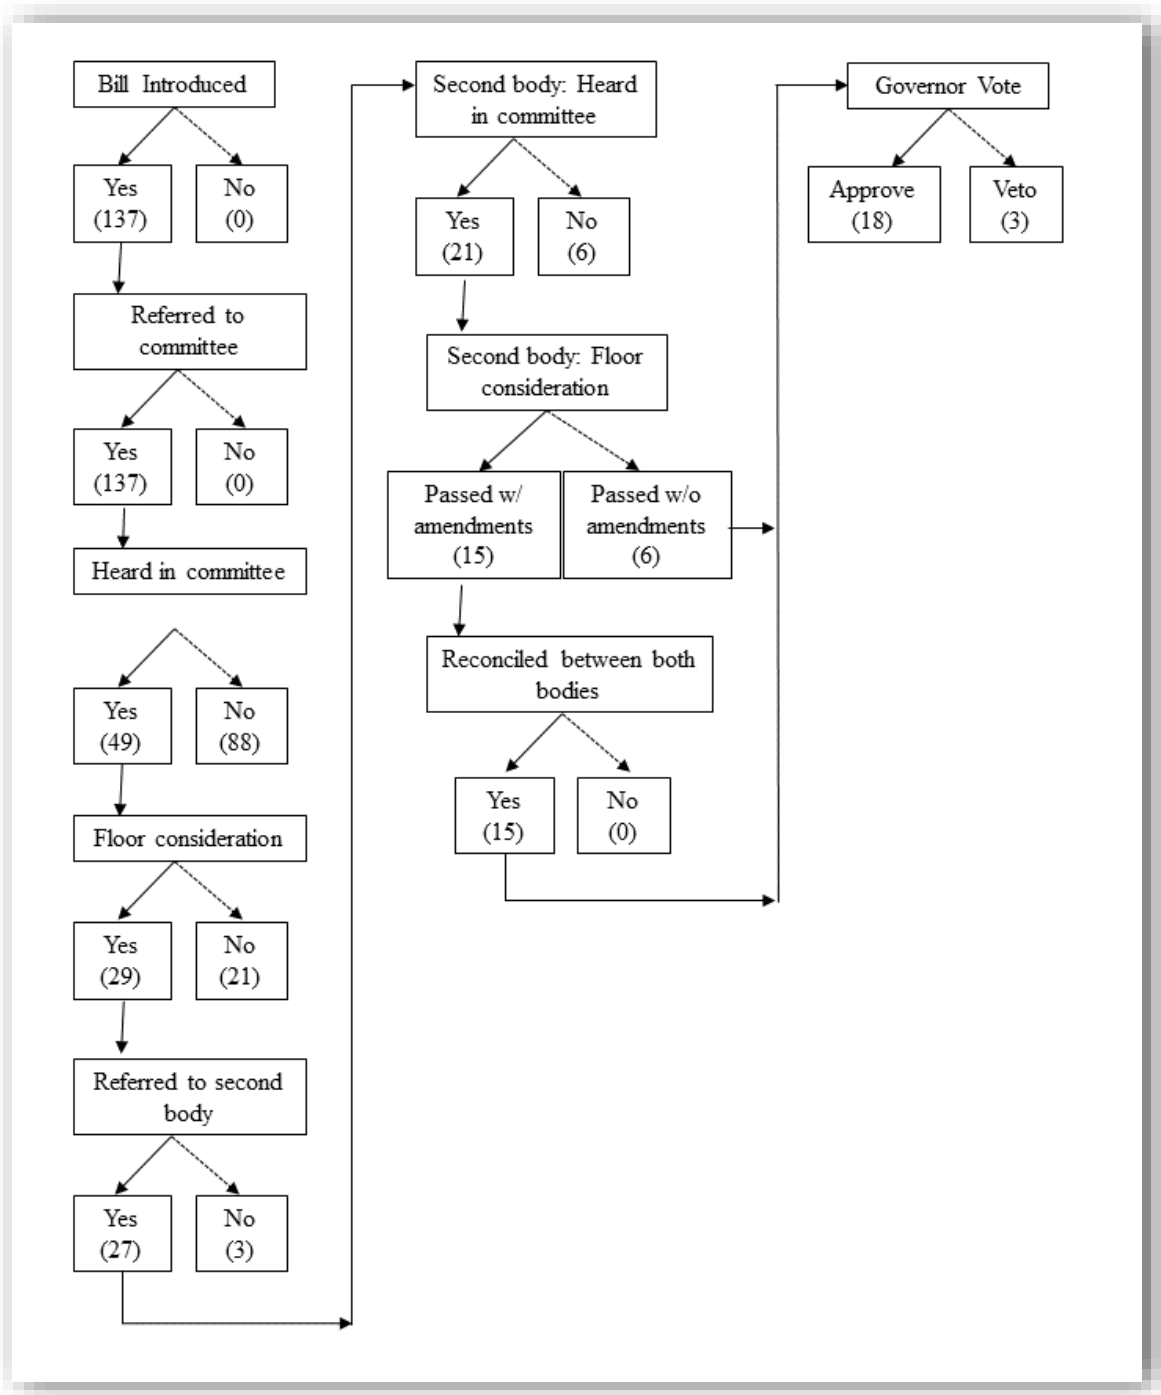 Bill Introduced
Yes
(137)
No
(0)
Referred to
committee
Yes
(137)
No
(0)
Heard in committee
Yes
(49)
No
(88)
Floor consideration
Yes
(29)
No
(21)
Referred to second
body
Yes
(27)
No
(3)
Second body: Heard
in committee
Yes
(21)
No
(6)
Second body: Floor
consideration
Passed w/
amendments
(15)
Passed w/o
amendments
(6)
Reconciled between both
bodies
Yes
(15)
No
(0)
Governor Vote
Approve
(18)
Veto
(3)